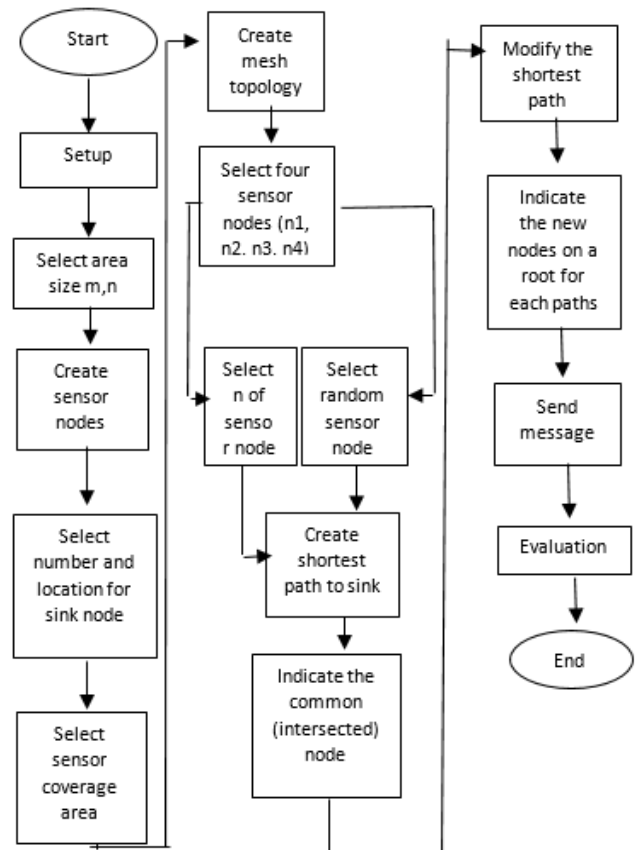 Start
Setup
Select area
size m,n
Create
sensor
nodes
Select
number and
location for
sink node
Select
sensor
coverage
area
Create
mesh
topology
Select four
sensor
nodes (n1,
n2. n3. n4)
Select
n of
senso
r node
Select
random
sensor
node
Create
shortest
path to sink
Indicate the
common
(intersected)
node
Modify the
shortest
path
Indicate
the new
nodes on a
root for
each paths
Send
message
Evaluation
End